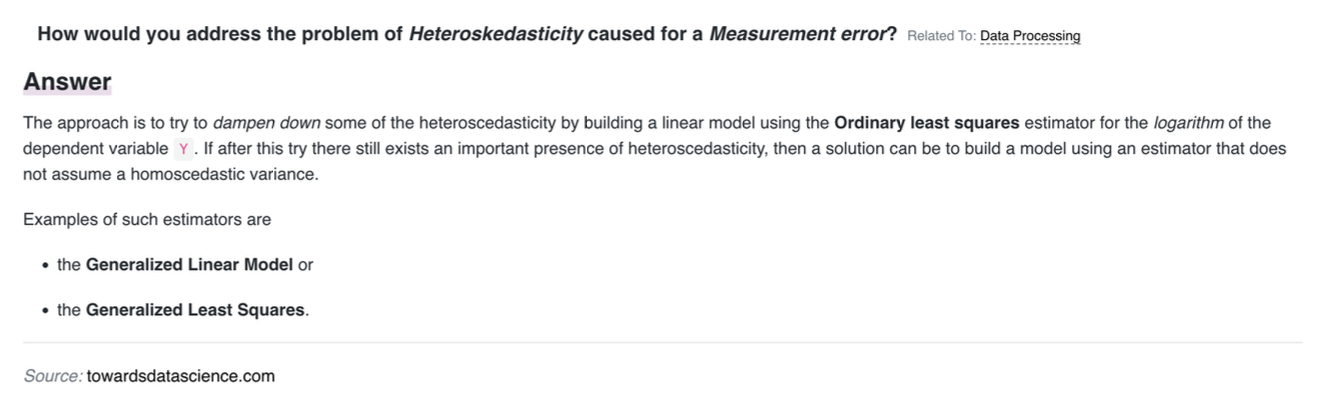 How would you address the problem of Heteroskedasticity caused for a Measurement error? Related To: Data Processing
Answer
The approach is to try to dampen down some of the heteroscedasticity by building a linear model using the Ordinary least squares estimator for the logarithm of the
dependent variable Y . If after this try there still exists an important presence of heteroscedasticity, then a solution can be to build a model using an estimator that does
not assume a homoscedastic variance.
Examples of such estimators are
• the Generalized Linear Model or
• the Generalized Least Squares.
Source: towardsdatascience.com